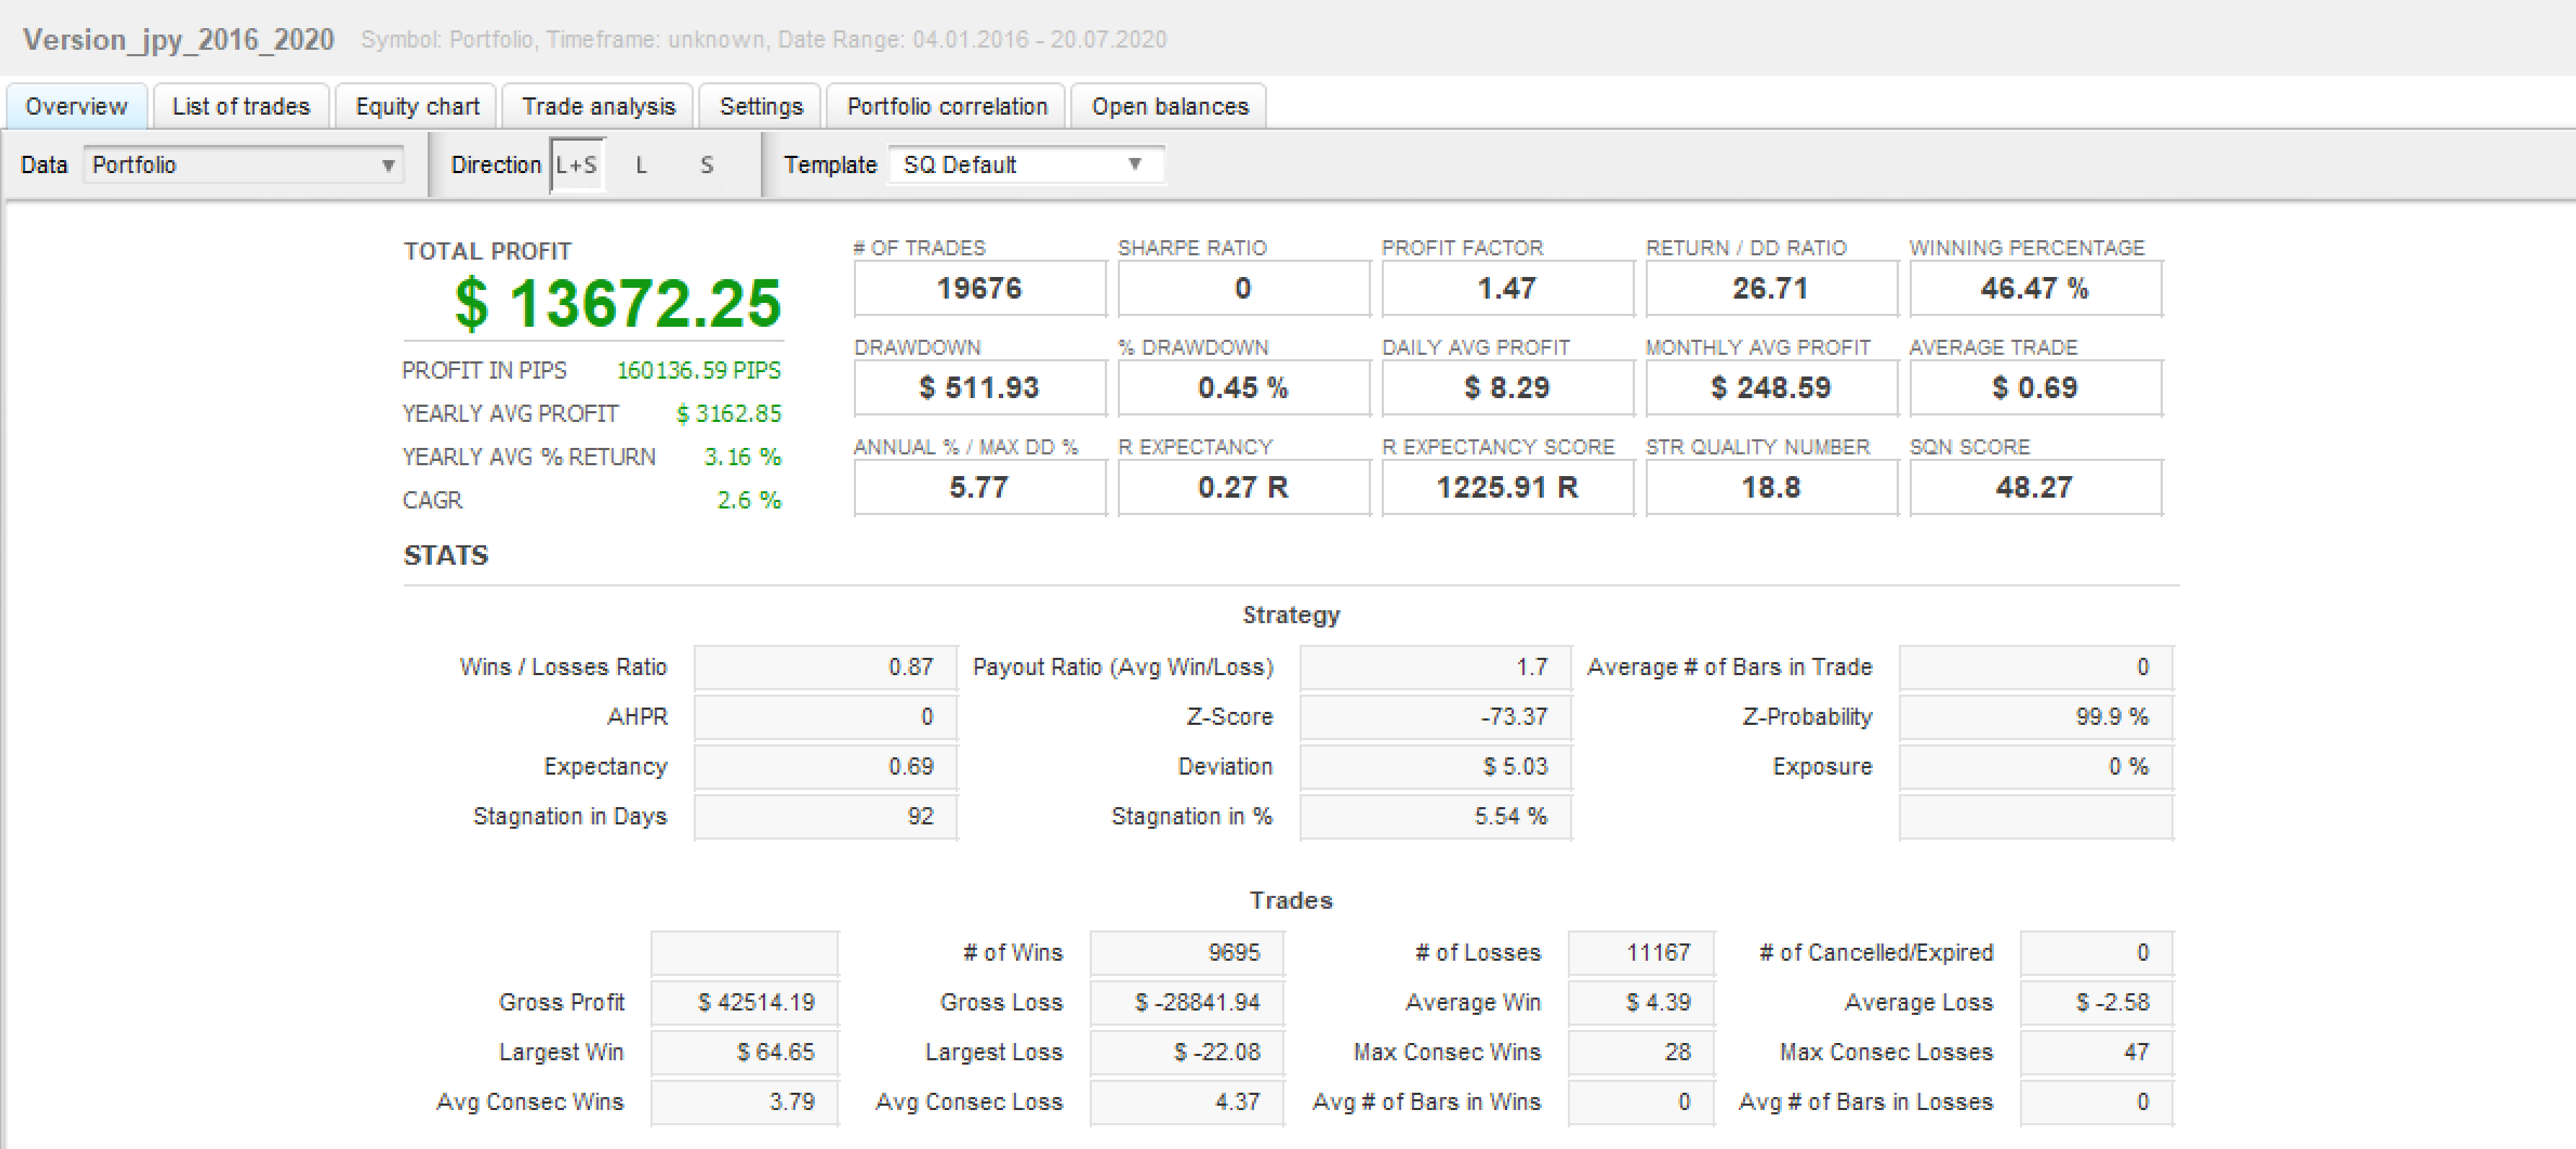 Version_jpy_2016_2020 Symbol: Portfolio, Timeframe: unknown, Date Range: 04.01.2016 - 20.07.2020
Overview List of trades Equity chart Trade analysis Settings Portfolio correlation Open balances
Data Portfolio Direction L+S L S Template SQ Default
TOTAL PROFIT
$ 13672.25
PROFIT IN PIPS 160136.59 PIPS
YEARLY AVG PROFIT $ 3162.85
YEARLY AVG % RETURN 3.16 %
CAGR 2.6 %
# OF TRADES SHARPE RATIO PROFIT FACTOR RETURN / DD RATIO WINNING PERCENTAGE
19676 0 1.47 26.71 46.47 %
DRAWDOWN % DRAWDOWN DAILY AVG PROFIT MONTHLY AVG PROFIT AVERAGE TRADE
$ 511.93 0.45 % $ 8.29 $ 248.59 $ 0.69
ANNUAL % / MAX DD % R EXPECTANCY R EXPECTANCY SCORE STR QUALITY NUMBER SQN SCORE
5.77 0.27 R 1225.91 R 18.8 48.27
STATS
Strategy
Wins / Losses Ratio 0.87 Payout Ratio (Avg Win/Loss) 1.7 Average # of Bars in Trade 0
AHPR 0 Z-Score -73.37 Z-Probability 99.9 %
Expectancy 0.69 Deviation $ 5.03 Exposure 0 %
Stagnation in Days 92 Stagnation in % 5.54 %
Trades
# of Wins 9695 # of Losses 11167 # of Cancelled/Expired 0
Gross Profit $ 42514.19 Gross Loss $ -28841.94 Average Win $ 4.39 Average Loss $ -2.58
Largest Win $ 64.65 Largest Loss $ -22.08 Max Consec Wins 28 Max Consec Losses 47
Avg Consec Wins 3.79 Avg Consec Loss 4.37 Avg # of Bars in Wins 0 Avg # of Bars in Losses 0